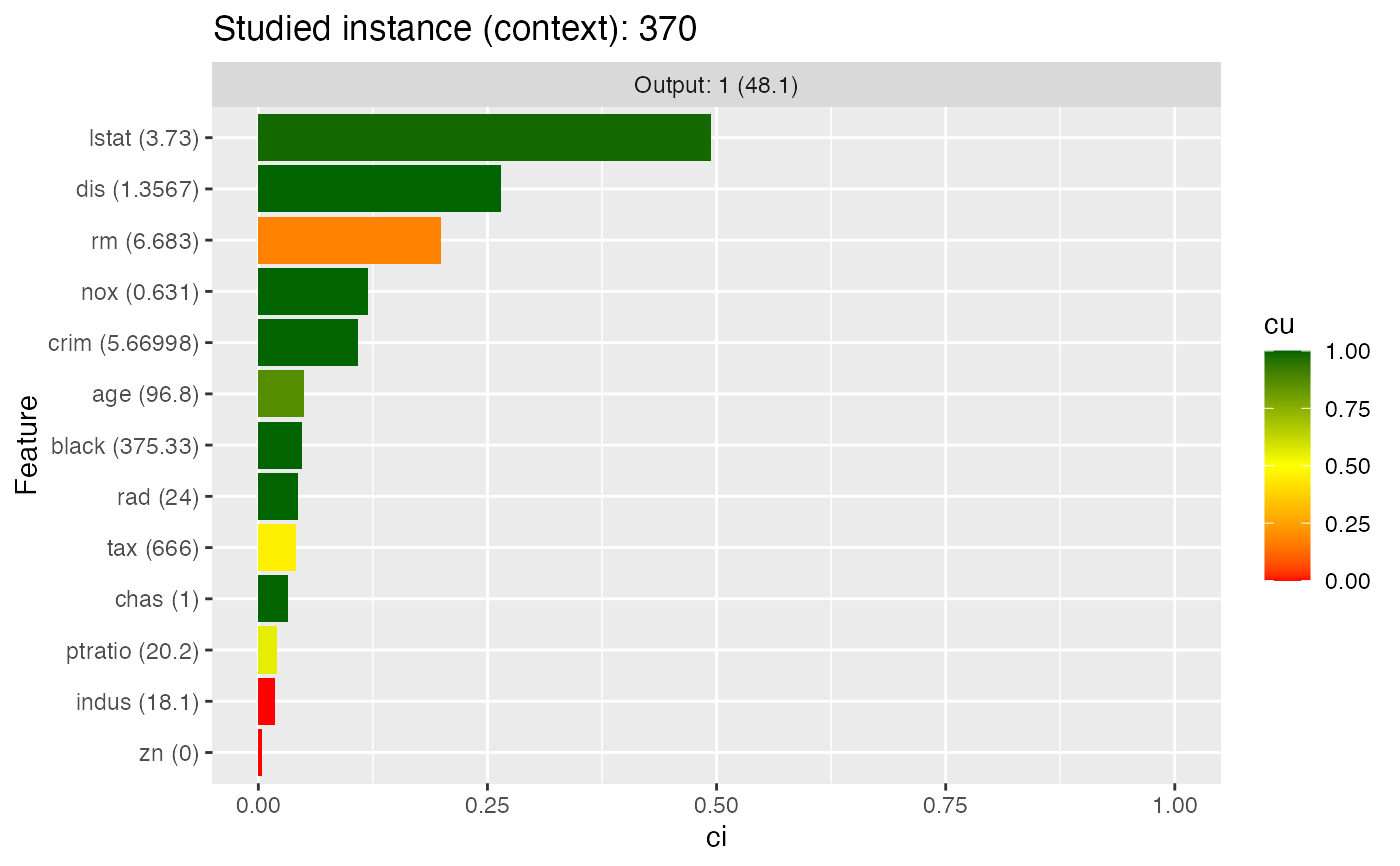 Studied instance (context): 370
Output: 1 (48.1)
Feature
lstat (3.73)
dis (1.3567)
rm (6.683)
nox (0.631)
crim (5.66998)
age (96.8)
black (375.33)
rad (24)
tax (666)
chas (1)
ptratio (20.2)
indus (18.1)
zn (0)
0.00 0.25 0.50 0.75 1.00
ci
cu
1.00
0.75
0.50
0.25
0.00